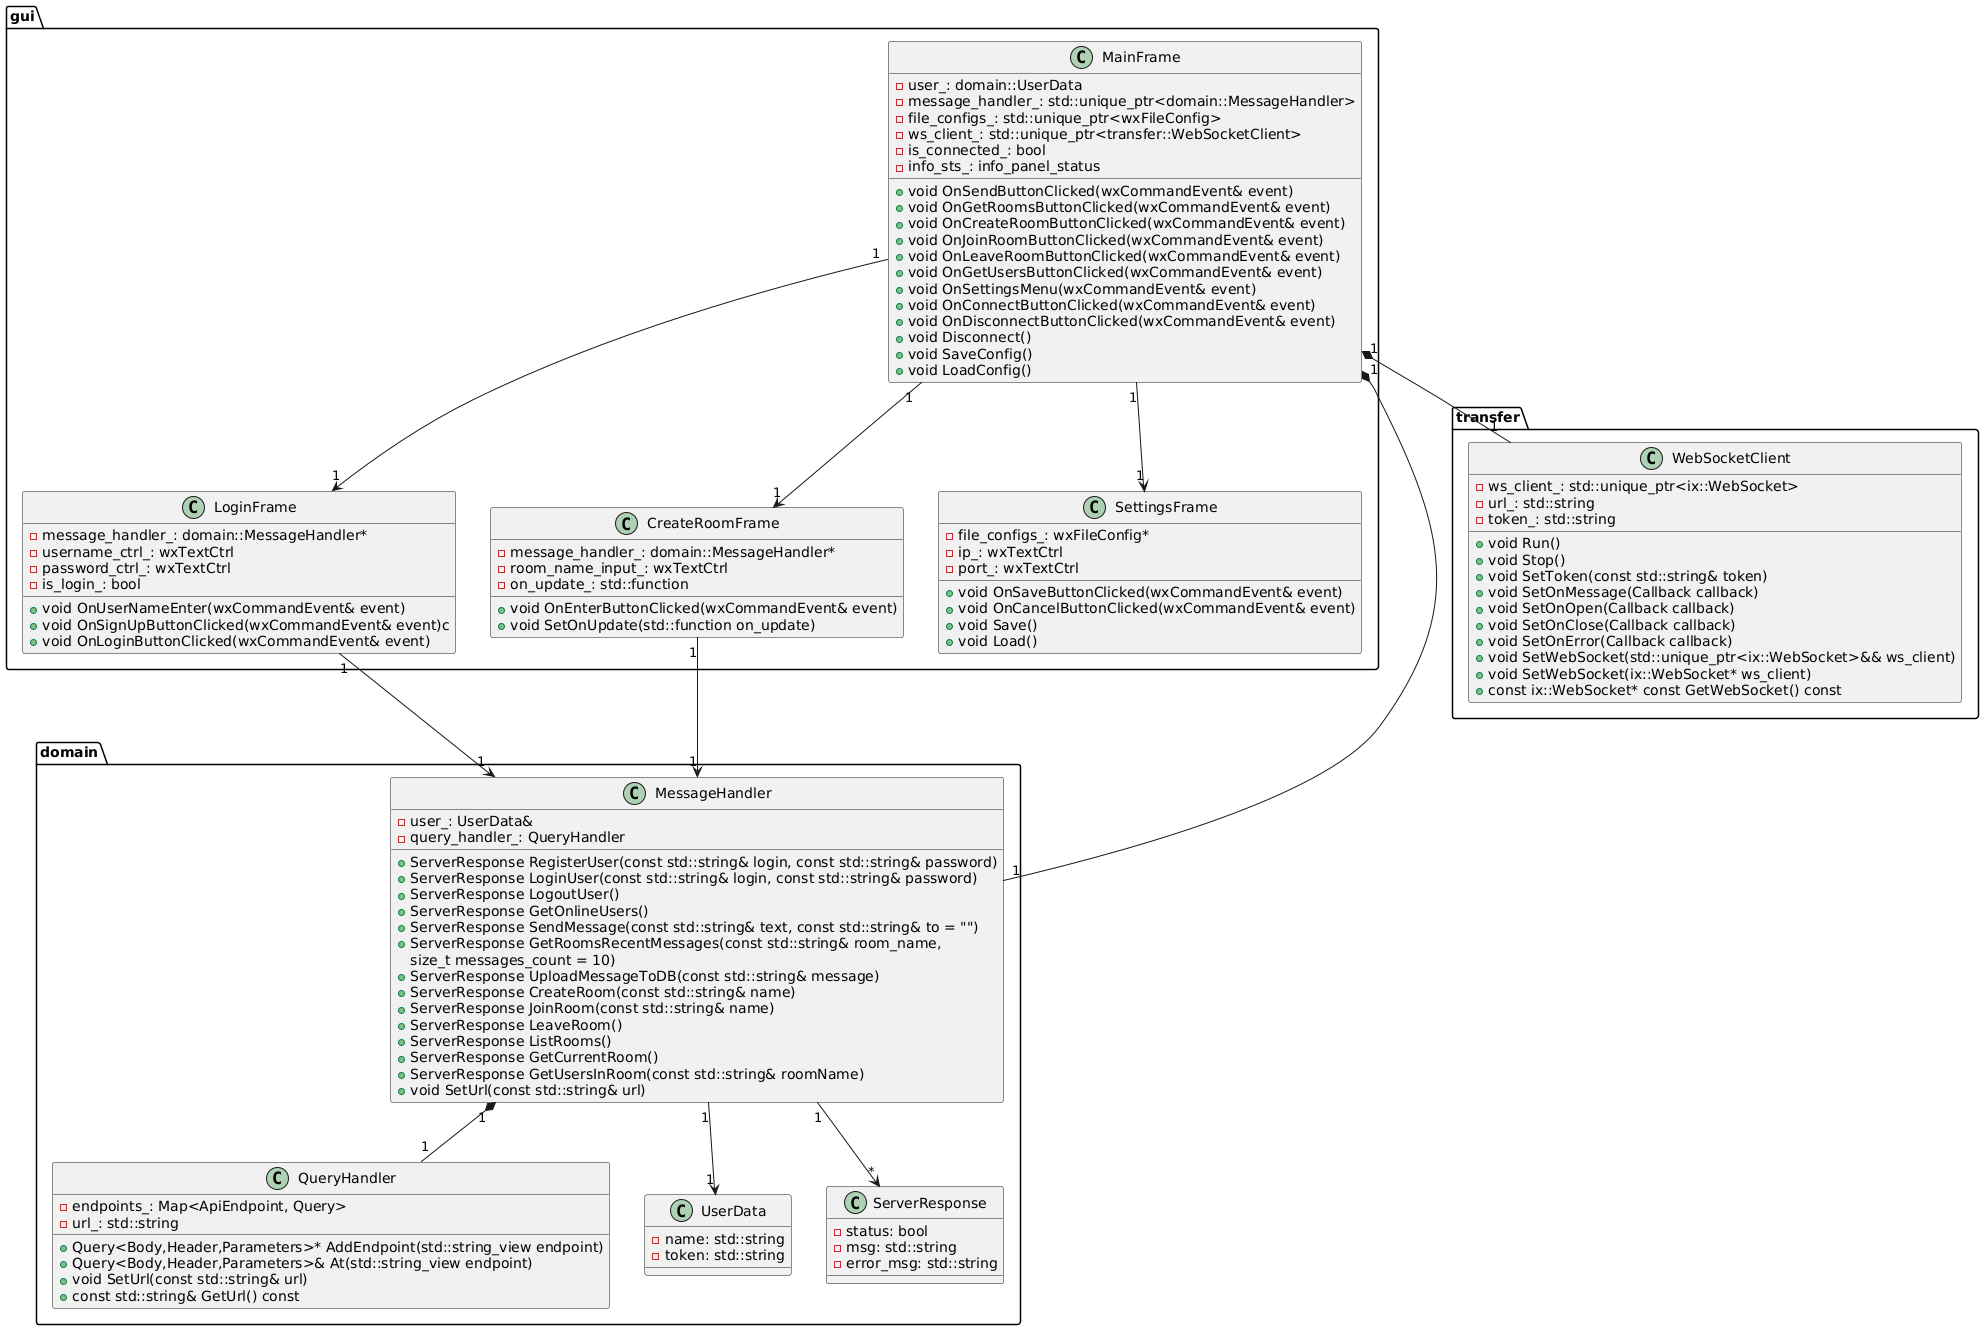 gui
C MainFrame
user_: domain::UserData
message_handler_: std::unique_ptr<domain::MessageHandler>
file_configs_: std::unique_ptr<wxFileConfig>
ws_client_: std::unique_ptr<transfer::WebSocketClient>
is_connected_: bool
info_sts_: info_panel_status
void OnSendButtonClicked(wxCommandEvent& event)
void OnGetRoomsButtonClicked(wxCommandEvent& event)
void OnCreateRoomButtonClicked(wxCommandEvent& event)
void OnJoinRoomButtonClicked(wxCommandEvent& event)
void OnLeaveRoomButtonClicked(wxCommandEvent& event)
void OnGetUsersButtonClicked(wxCommandEvent& event)
void OnSettingsMenu(wxCommandEvent& event)
void OnConnectButtonClicked(wxCommandEvent& event)
void OnDisconnectButtonClicked(wxCommandEvent& event)
void Disconnect()
void SaveConfig()
void LoadConfig()
1
1
1
1
1
1
1
1
transfer
1
C WebSocketClient
ws_client_: std::unique_ptr<ix::WebSocket>
url_: std::string
token_: std::string
void Run()
void Stop()
void SetToken(const std::string& token)
void SetOnMessage(Callback callback)
void SetOnOpen(Callback callback)
void SetOnClose(Callback callback)
void SetOnError(Callback callback)
void SetWebSocket(std::unique_ptr<ix::WebSocket>&& ws_client)
void SetWebSocket(ix::WebSocket* ws_client)
const ix::WebSocket* const GetWebSocket() const
C LoginFrame
message_handler_: domain::MessageHandler*
username_ctrl_: wxTextCtrl
password_ctrl_: wxTextCtrl
is_login_: bool
void OnUserNameEnter(wxCommandEvent& event)
void OnSignUpButtonClicked(wxCommandEvent& event)c
void OnLoginButtonClicked(wxCommandEvent& event)
C CreateRoomFrame
message_handler_: domain::MessageHandler*
room_name_input_: wxTextCtrl
on_update_: std::function
void OnEnterButtonClicked(wxCommandEvent& event)
void SetOnUpdate(std::function on_update)
C SettingsFrame
file_configs_: wxFileConfig*
ip_: wxTextCtrl
port_: wxTextCtrl
void OnSaveButtonClicked(wxCommandEvent& event)
void OnCancelButtonClicked(wxCommandEvent& event)
void Save()
void Load()
1
1
1
1
domain
C MessageHandler
user_: UserData&
query_handler_: QueryHandler
ServerResponse RegisterUser(const std::string& login, const std::string& password)
ServerResponse LoginUser(const std::string& login, const std::string& password)
ServerResponse LogoutUser()
ServerResponse GetOnlineUsers()
ServerResponse SendMessage(const std::string& text, const std::string& to = "")
ServerResponse GetRoomsRecentMessages(const std::string& room_name,
size_t messages_count = 10)
ServerResponse UploadMessageToDB(const std::string& message)
ServerResponse CreateRoom(const std::string& name)
ServerResponse JoinRoom(const std::string& name)
ServerResponse LeaveRoom()
ServerResponse ListRooms()
ServerResponse GetCurrentRoom()
ServerResponse GetUsersInRoom(const std::string& roomName)
void SetUrl(const std::string& url)
1
1
1
1
1
1
*
C QueryHandler
endpoints_: Map<ApiEndpoint, Query>
url_: std::string
Query<Body,Header,Parameters>* AddEndpoint(std::string_view endpoint)
Query<Body,Header,Parameters>& At(std::string_view endpoint)
void SetUrl(const std::string& url)
const std::string& GetUrl() const
C UserData
name: std::string
token: std::string
C ServerResponse
status: bool
msg: std::string
error_msg: std::string